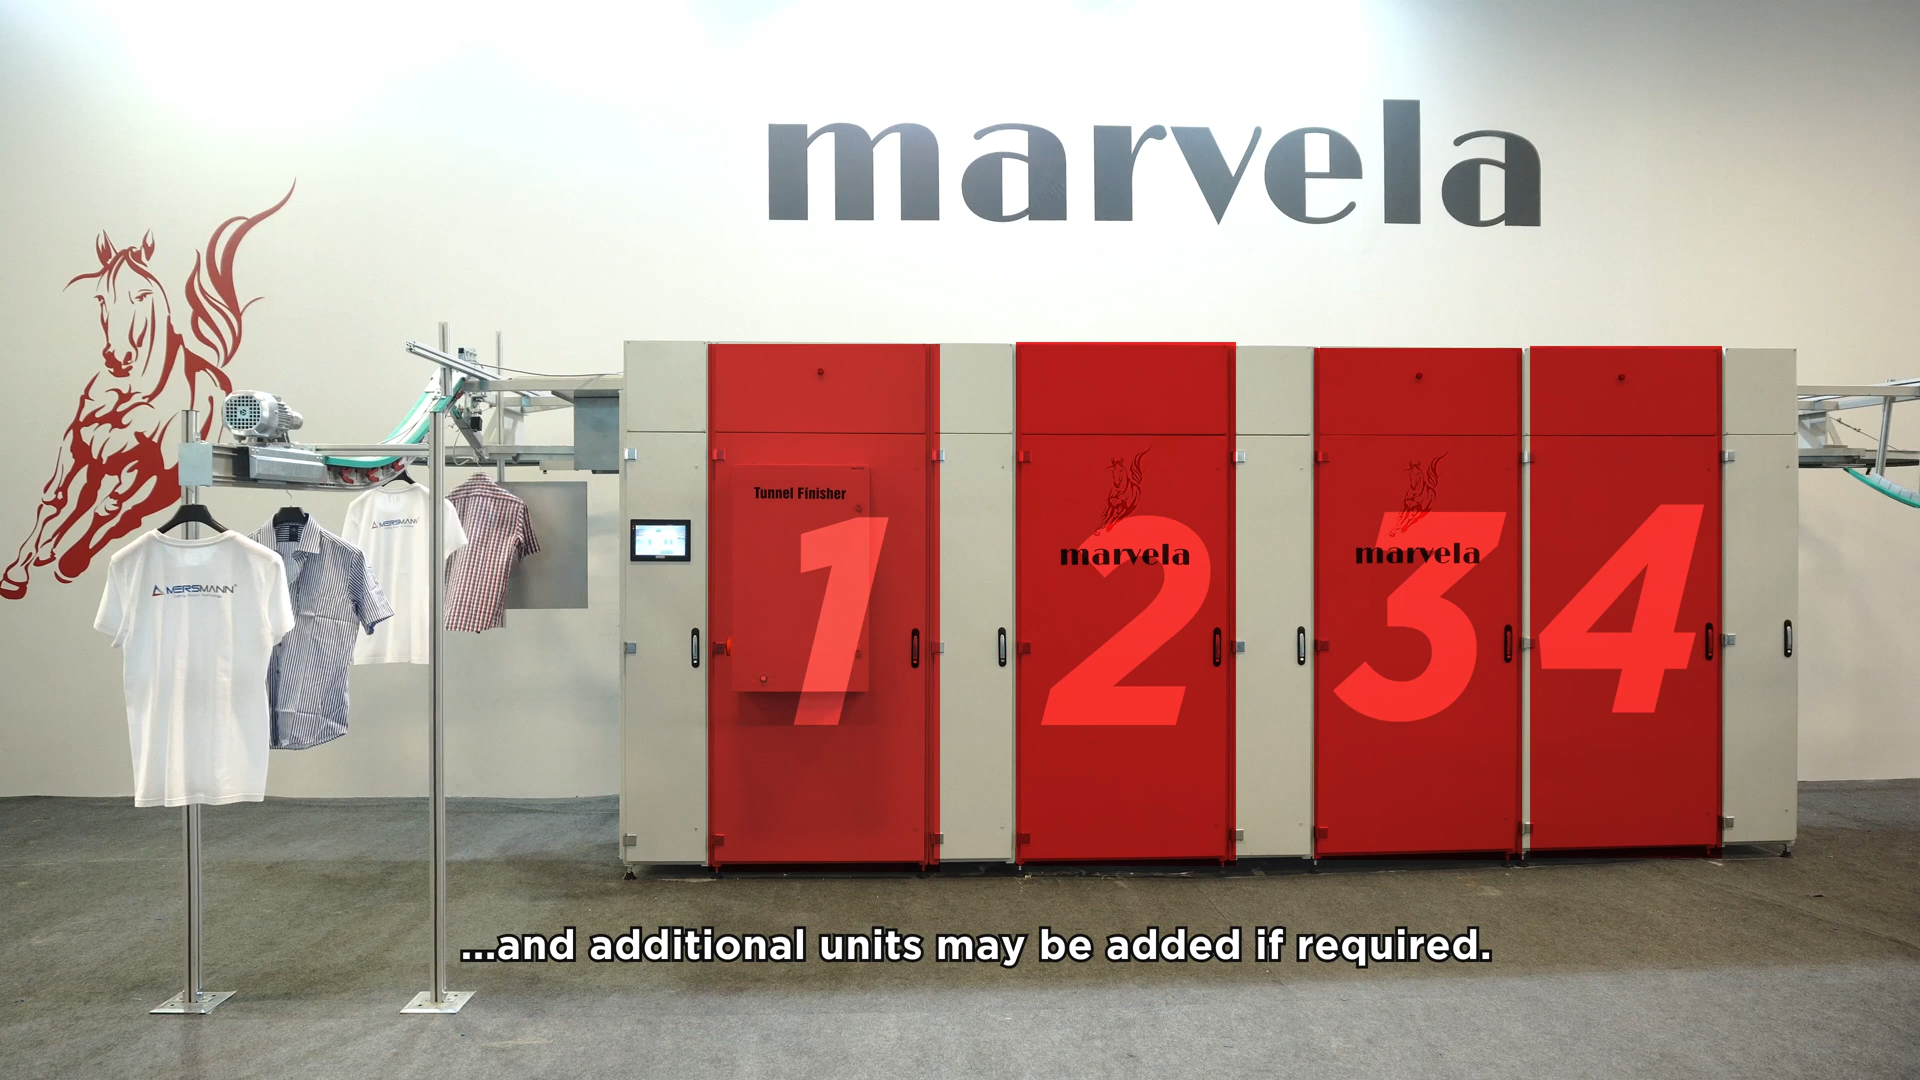 marvela
Tunnel Finisher
1
2
3
4
marvela
marvela
MERSMANN
MERSMANN
...and additional units may be added if required.